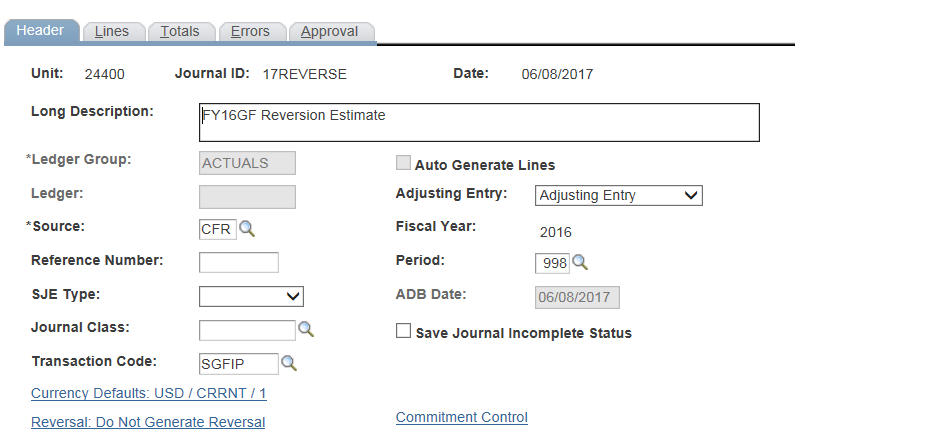 Header Lines Totals Errors Approval
Unit: 24400 Journal ID: 17REVERSE Date: 06/08/2017
Long Description: FY16GF Reversion Estimate
*Ledger Group: ACTUALS Auto Generate Lines
Ledger: Adjusting Entry: Adjusting Entry
*Source: CFR Fiscal Year: 2016
Reference Number: Period: 998
SJE Type: ADB Date: 06/08/2017
Journal Class: Save Journal Incomplete Status
Transaction Code: SGFIP
Currency Defaults: USD / CRRNT / 1
Reversal: Do Not Generate Reversal Commitment Control